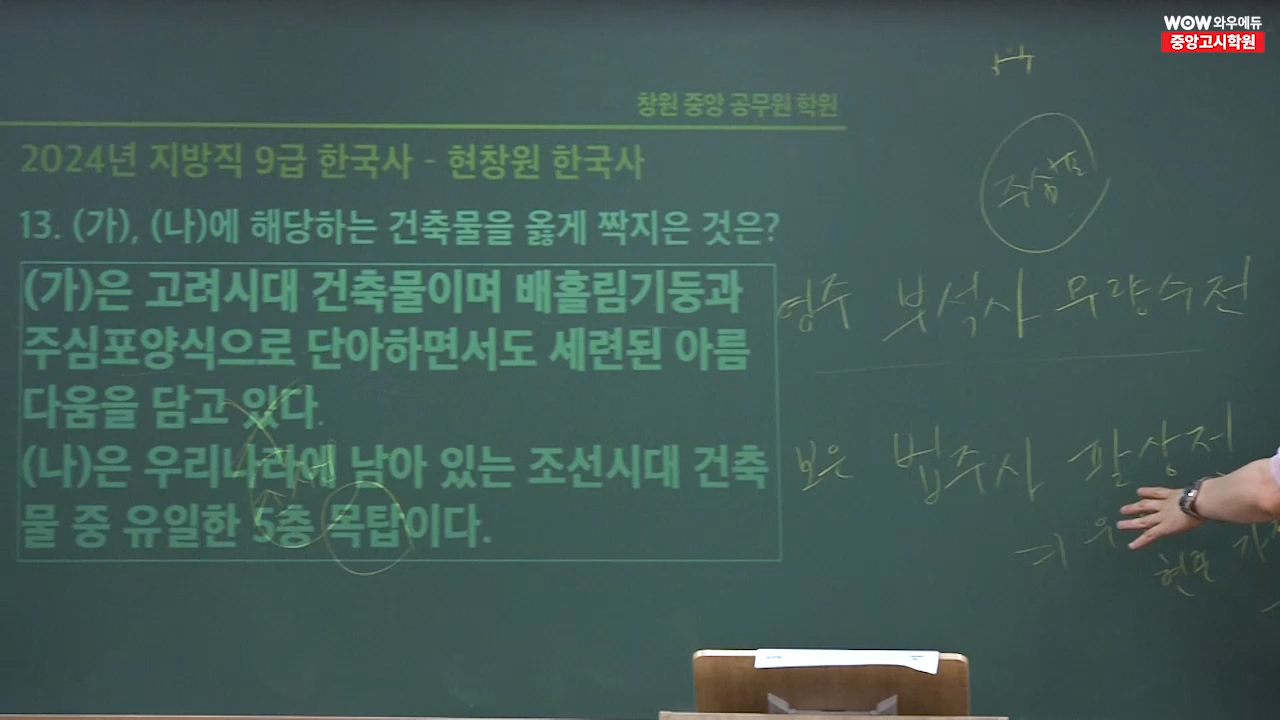 WOW 와우에듀
중앙고시학원
창원 중앙 공무원 학원
2024년 지방직 9급 한국사 - 현창원 한국사
13. (가), (나)에 해당하는 건축물을 옳게 짝지은 것은?
(가)은 고려시대 건축물이며 배흘림기둥과
주심포양식으로 단아하면서도 세련된 아름
다움을 담고 있다.
(나)은 우리나라에 남아 있는 조선시대 건축
물 중 유일한 5층 목탑이다.
주심포
영주 부석사 무량수전
보은 법주사 팔상전